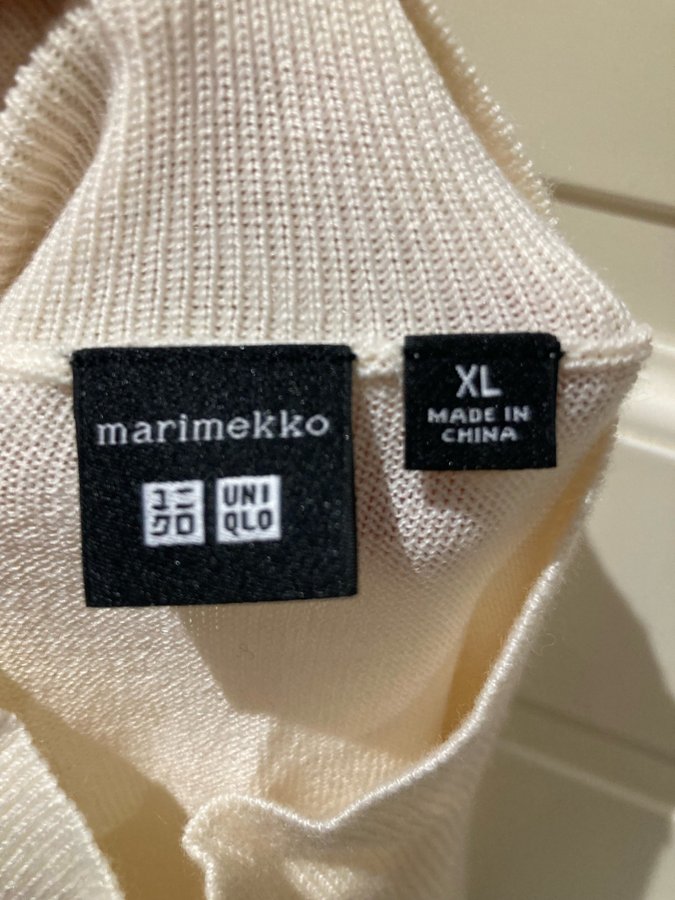 marimekko
ユニ
クロ
UNI
QLO
XL
MADE IN
CHINA